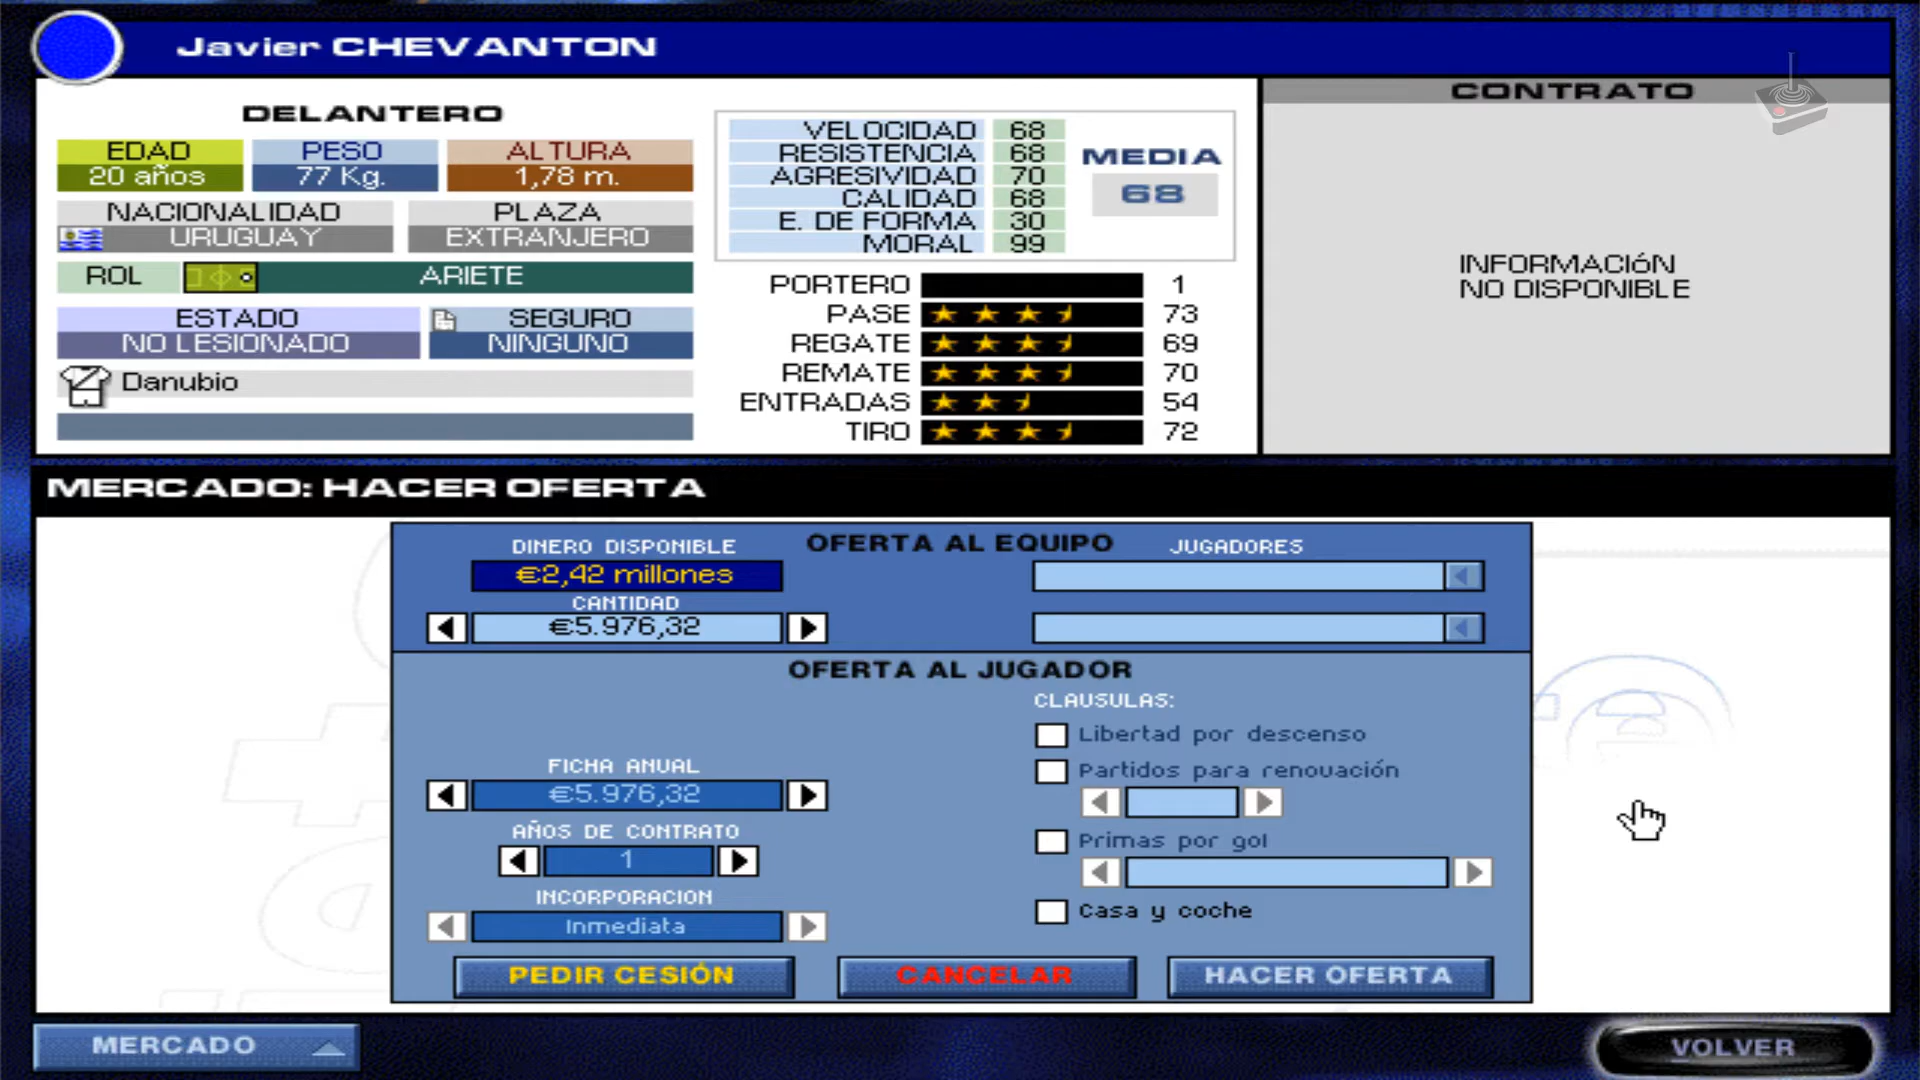 Javier CHEVANTON
DELANTERO
EDAD
20 años
PESO
77 Kg.
ALTURA
1,78 m.
NACIONALIDAD
URUGUAY
PLAZA
EXTRANJERO
ROL
ARIETE
ESTADO
NO LESIONADO
SEGURO
NINGUNO
Danubio
VELOCIDAD 68
RESISTENCIA 68
AGRESIVIDAD 70
CALIDAD 68
E. DE FORMA 30
MORAL 99
MEDIA
68
PORTERO 1
PASE 73
REGATE 69
REMATE 70
ENTRADAS 54
TIRO 72
CONTRATO
INFORMACIóN
NO DISPONIBLE
MERCADO: HACER OFERTA
OFERTA AL EQUIPO
DINERO DISPONIBLE
€2,42 millones
CANTIDAD
€5.976,32
JUGADORES
OFERTA AL JUGADOR
FICHA ANUAL
€5.976,32
AÑOS DE CONTRATO
1
INCORPORACION
Inmediata
CLAUSULAS:
Libertad por descenso
Partidos para renovación
Primas por gol
Casa y coche
PEDIR CESIÓN
CANCELAR
HACER OFERTA
MERCADO
VOLVER